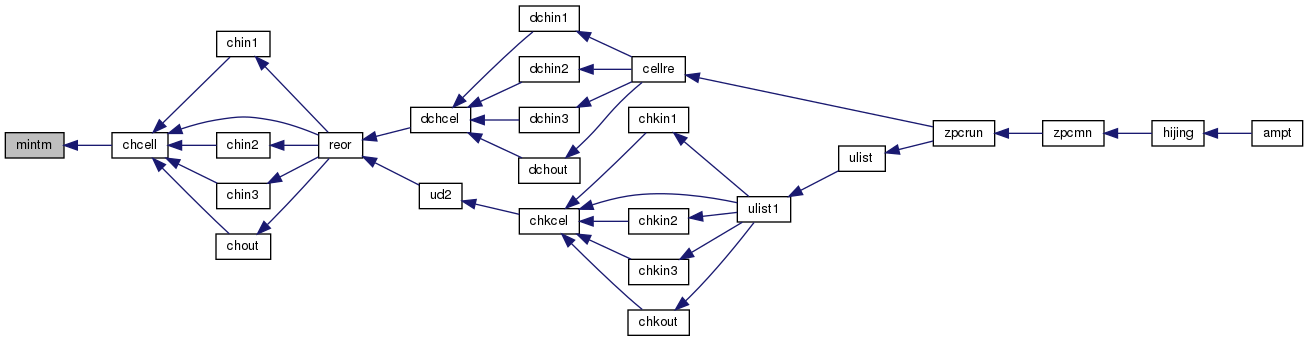 mintm
chcell
chin1
chin2
chin3
chout
reor
dchcel
ud2
dchin1
dchin2
dchin3
dchout
chkcel
cellre
chkin1
chkin2
chkin3
chkout
ulist1
ulist
zpcrun
zpcmn
hijing
ampt